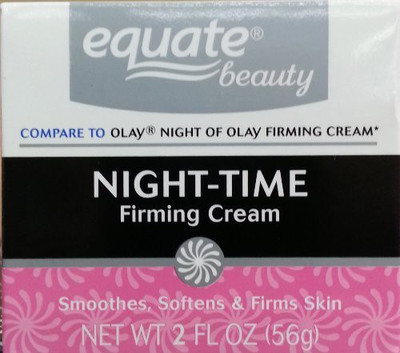 equate®
beauty
COMPARE TO OLAY® NIGHT OF OLAY FIRMING CREAM*
NIGHT-TIME
Firming Cream
Smoothes, Softens & Firms Skin
NET WT 2 FL OZ (56g)